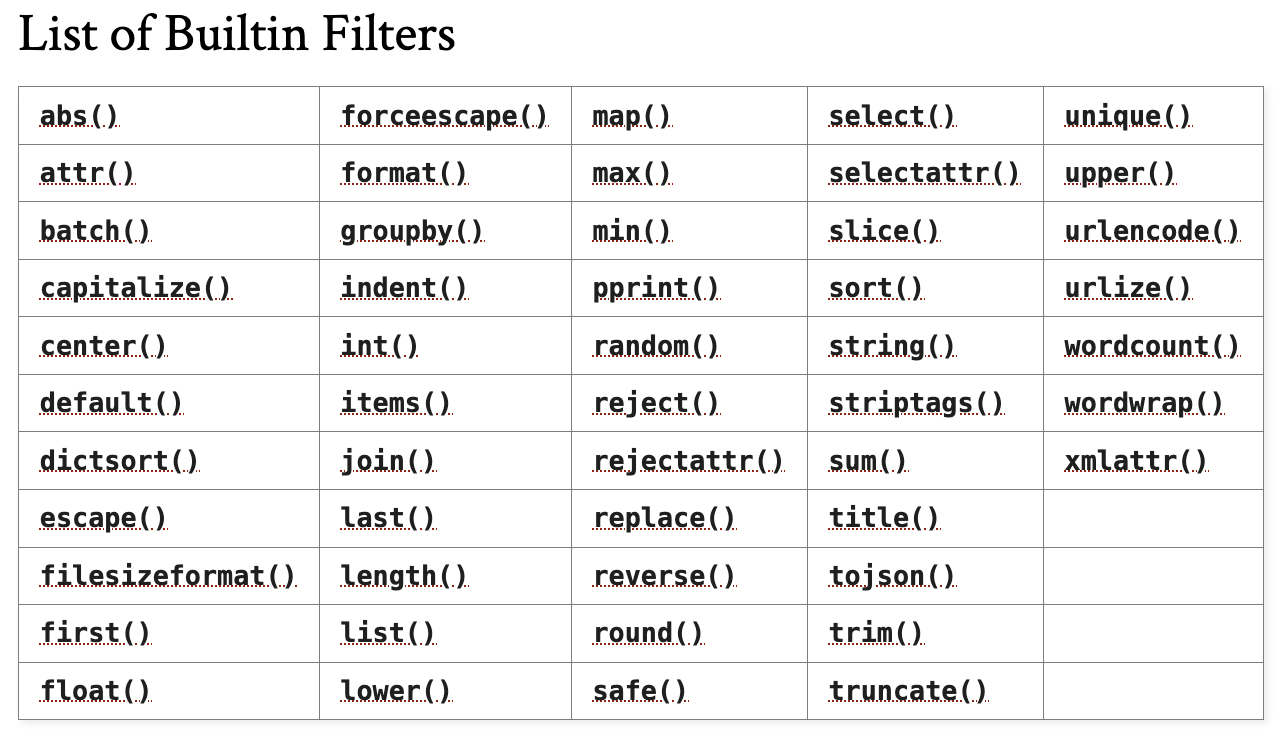 List of Builtin Filters
abs() forceescape() map() select() unique()
attr() format() max() selectattr() upper()
batch() groupby() min() slice() urlencode()
capitalize() indent() pprint() sort() urlize()
center() int() random() string() wordcount()
default() items() reject() striptags() wordwrap()
dictsort() join() rejectattr() sum() xmlattr()
escape() last() replace() title()
filesizeformat() length() reverse() tojson()
first() list() round() trim()
float() lower() safe() truncate()